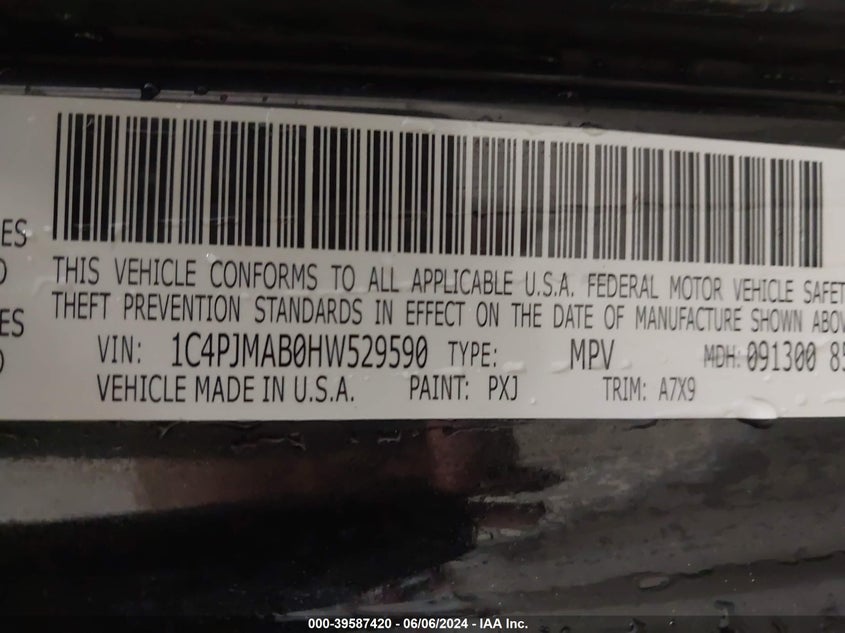 ES
D
ES
THIS VEHICLE CONFORMS TO ALL APPLICABLE U.S.A. FEDERAL MOTOR VEHICLE SAFET
THEFT PREVENTION STANDARDS IN EFFECT ON THE DATE OF MANUFACTURE SHOWN ABOV
VIN: 1C4PJMAB0HW529590 TYPE: MPV MDH: 091300 85
VEHICLE MADE IN U.S.A. PAINT: PXJ TRIM: A7X9
000-39587420 - 06/06/2024 - IAA Inc.